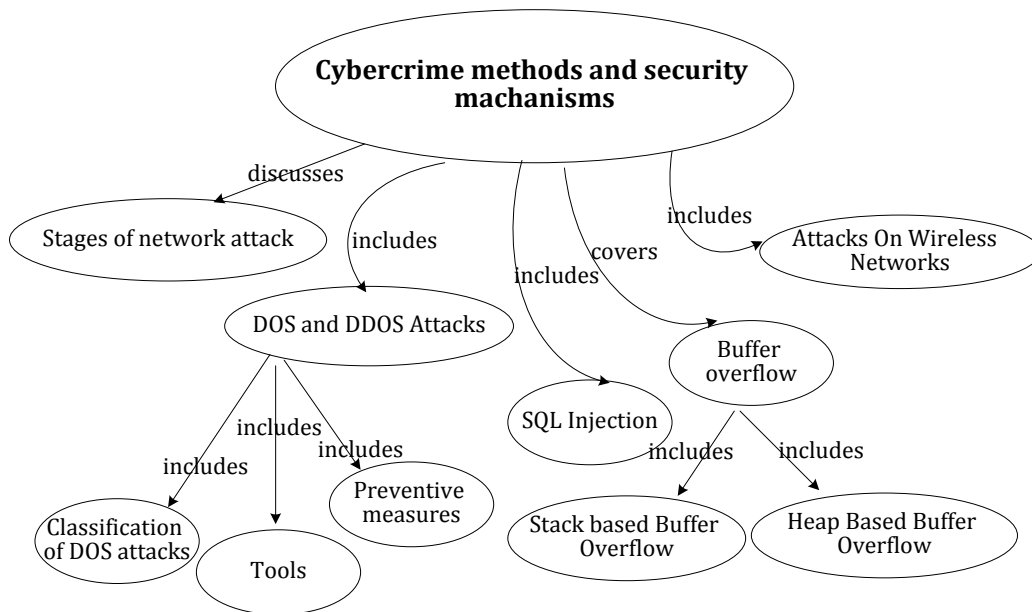 Cybercrime methods and security
machanisms
discusses
includes
includes
covers
includes
Stages of network attack
Attacks On Wireless
Networks
DOS and DDOS Attacks
Buffer
overflow
SQL Injection
includes
includes
includes
includes
includes
Classification
of DOS attacks
Tools
Preventive
measures
Stack based Buffer
Overflow
Heap Based Buffer
Overflow